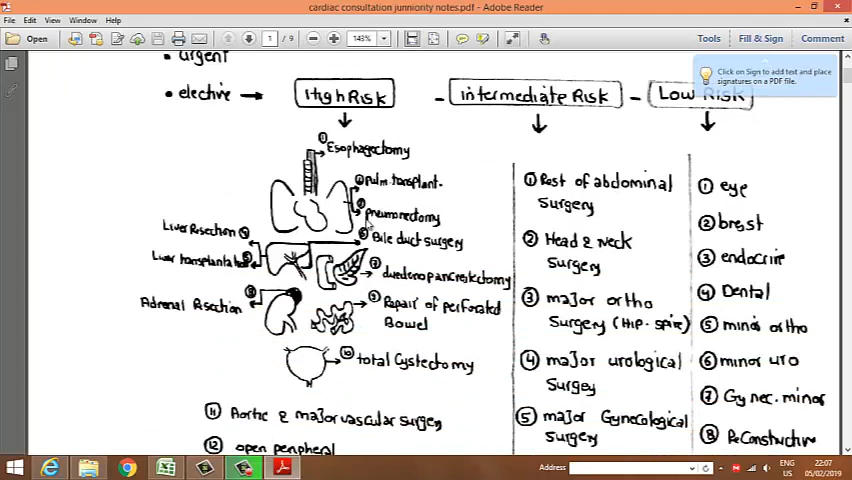 cardiac consultation junniority notes.pdf - Adobe Reader
File Edit View Window Help
Open
1 / 9
143%
Tools
Fill & Sign
Comment
Click on Sign to add text and place
signatures on a PDF file.
• urgent
• elective → High Risk - intermediate Risk - Low Risk
① Esophagectomy
pulm transplant.
pneumonectomy
⑥ Bile duct surgery
Liver Resection ④
Liver transplantation ⑤
⑦ duedenopancreatectomy
Adrenal Resection ⑧
⑨ Repair of perforated
Bowel
⑩ total Cystectomy
⑪ Aortic & major vascular surgery
⑫ open peripheral
① Rest of abdominal
Surgery
② Head & Neck
Surgery
③ major ortho
Surgery (Hip-spine)
④ major urological
Surgey
⑤ major Gynecological
Surgery
① eye
② brest
③ endocrine
④ Dental
⑤ minor ortho
⑥ minor uro
⑦ Gynec. minor
⑧ ReConstructive
Address
ENG
22:07
05/02/2019